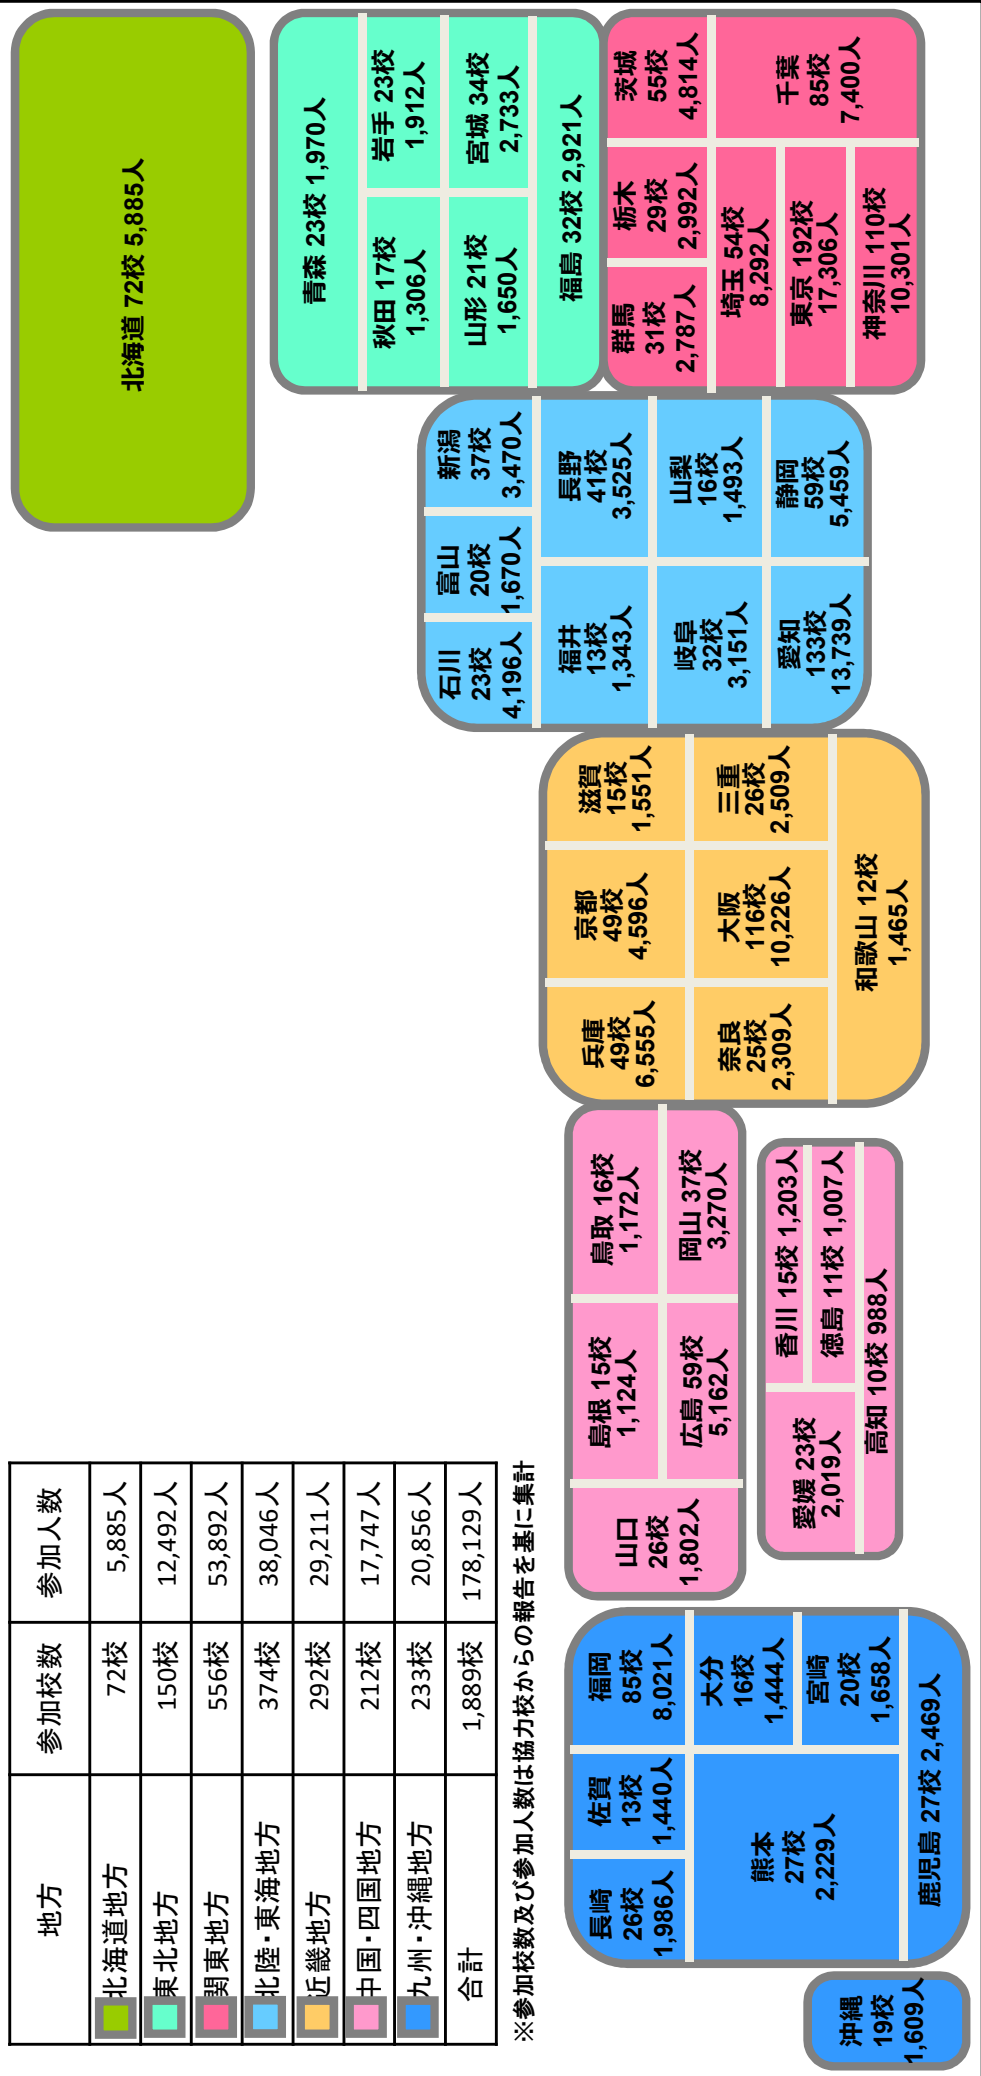 地方 参加校数 参加人数
北海道地方 72校 5,885人
東北地方 150校 12,492人
関東地方 556校 53,892人
北陸・東海地方 374校 38,046人
近畿地方 292校 29,211人
中国・四国地方 212校 17,747人
九州・沖縄地方 233校 20,856人
合計 1,889校 178,129人
※参加校数及び参加人数は協力校からの報告を基に集計
北海道 72校 5,885人
青森 23校 1,970人
秋田 17校
1,306人
岩手 23校
1,912人
山形 21校
1,650人
宮城 34校
2,733人
福島 32校 2,921人
群馬
31校
2,787人
栃木
29校
2,992人
茨城
55校
4,814人
埼玉 54校
8,292人
東京 192校
17,306人
神奈川 110校
10,301人
千葉
85校
7,400人
石川
23校
4,196人
富山
20校
1,670人
新潟
37校
3,470人
福井
13校
1,343人
長野
41校
3,525人
岐阜
32校
3,151人
山梨
16校
1,493人
愛知
133校
13,739人
静岡
59校
5,459人
兵庫
49校
6,555人
京都
49校
4,596人
滋賀
15校
1,551人
奈良
25校
2,309人
大阪
116校
10,226人
三重
26校
2,509人
和歌山 12校
1,465人
山口
26校
1,802人
島根 15校
1,124人
鳥取 16校
1,172人
広島 59校
5,162人
岡山 37校
3,270人
愛媛 23校
2,019人
香川 15校 1,203人
徳島 11校 1,007人
高知 10校 988人
長崎
26校
1,986人
佐賀
13校
1,440人
福岡
85校
8,021人
熊本
27校
2,229人
大分
16校
1,444人
宮崎
20校
1,658人
鹿児島 27校 2,469人
沖縄
19校
1,609人